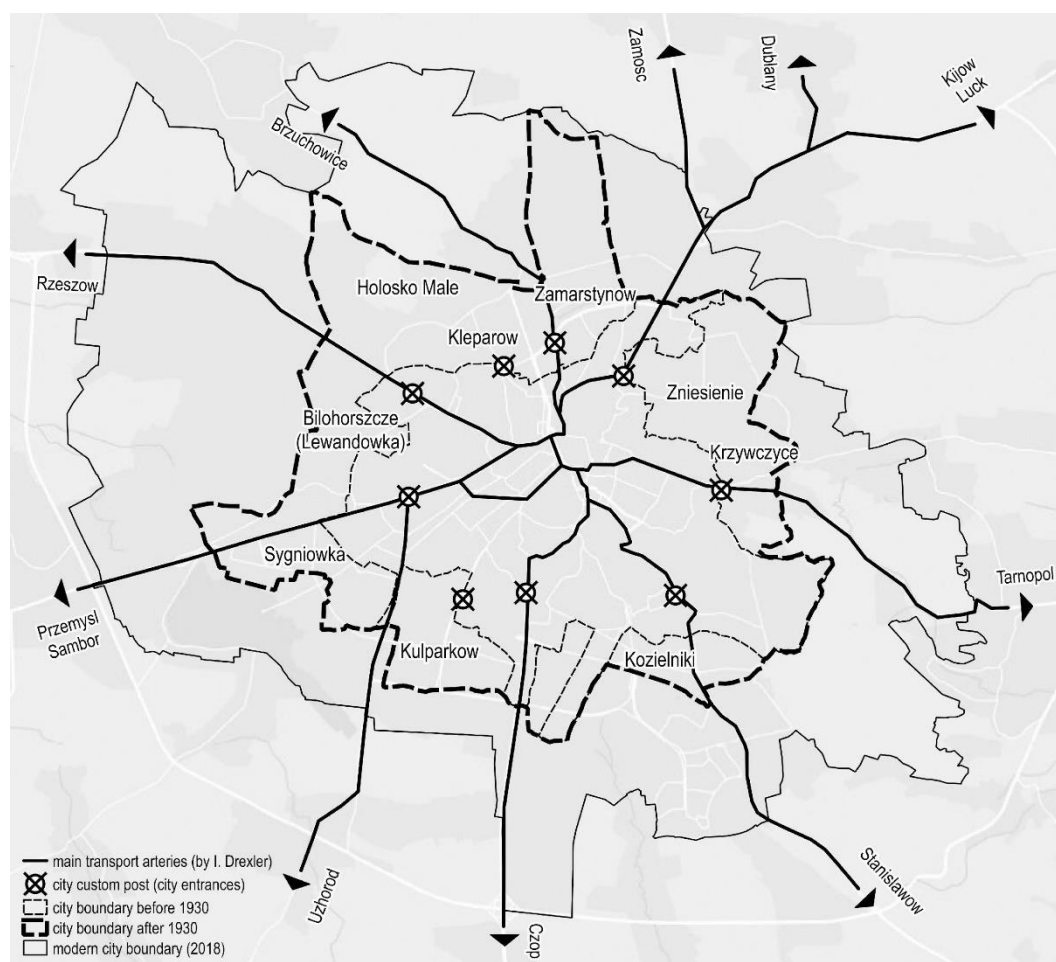 Zamosc
Dublany
Kijow
Luck
Brzuchowice
Rzeszow
Holosko Male
Zamarstynow
Kleparow
Zniesienie
Bilohorszcze
(Lewandowka)
Krzywczyce
Sygniowka
Tarnopol
Przemysl
Sambor
Kulparkow
Kozielniki
Uzhorod
Czop
Stanislawow
main transport arteries (by I. Drexler)
city custom post (city entrances)
city boundary before 1930
city boundary after 1930
modern city boundary (2018)